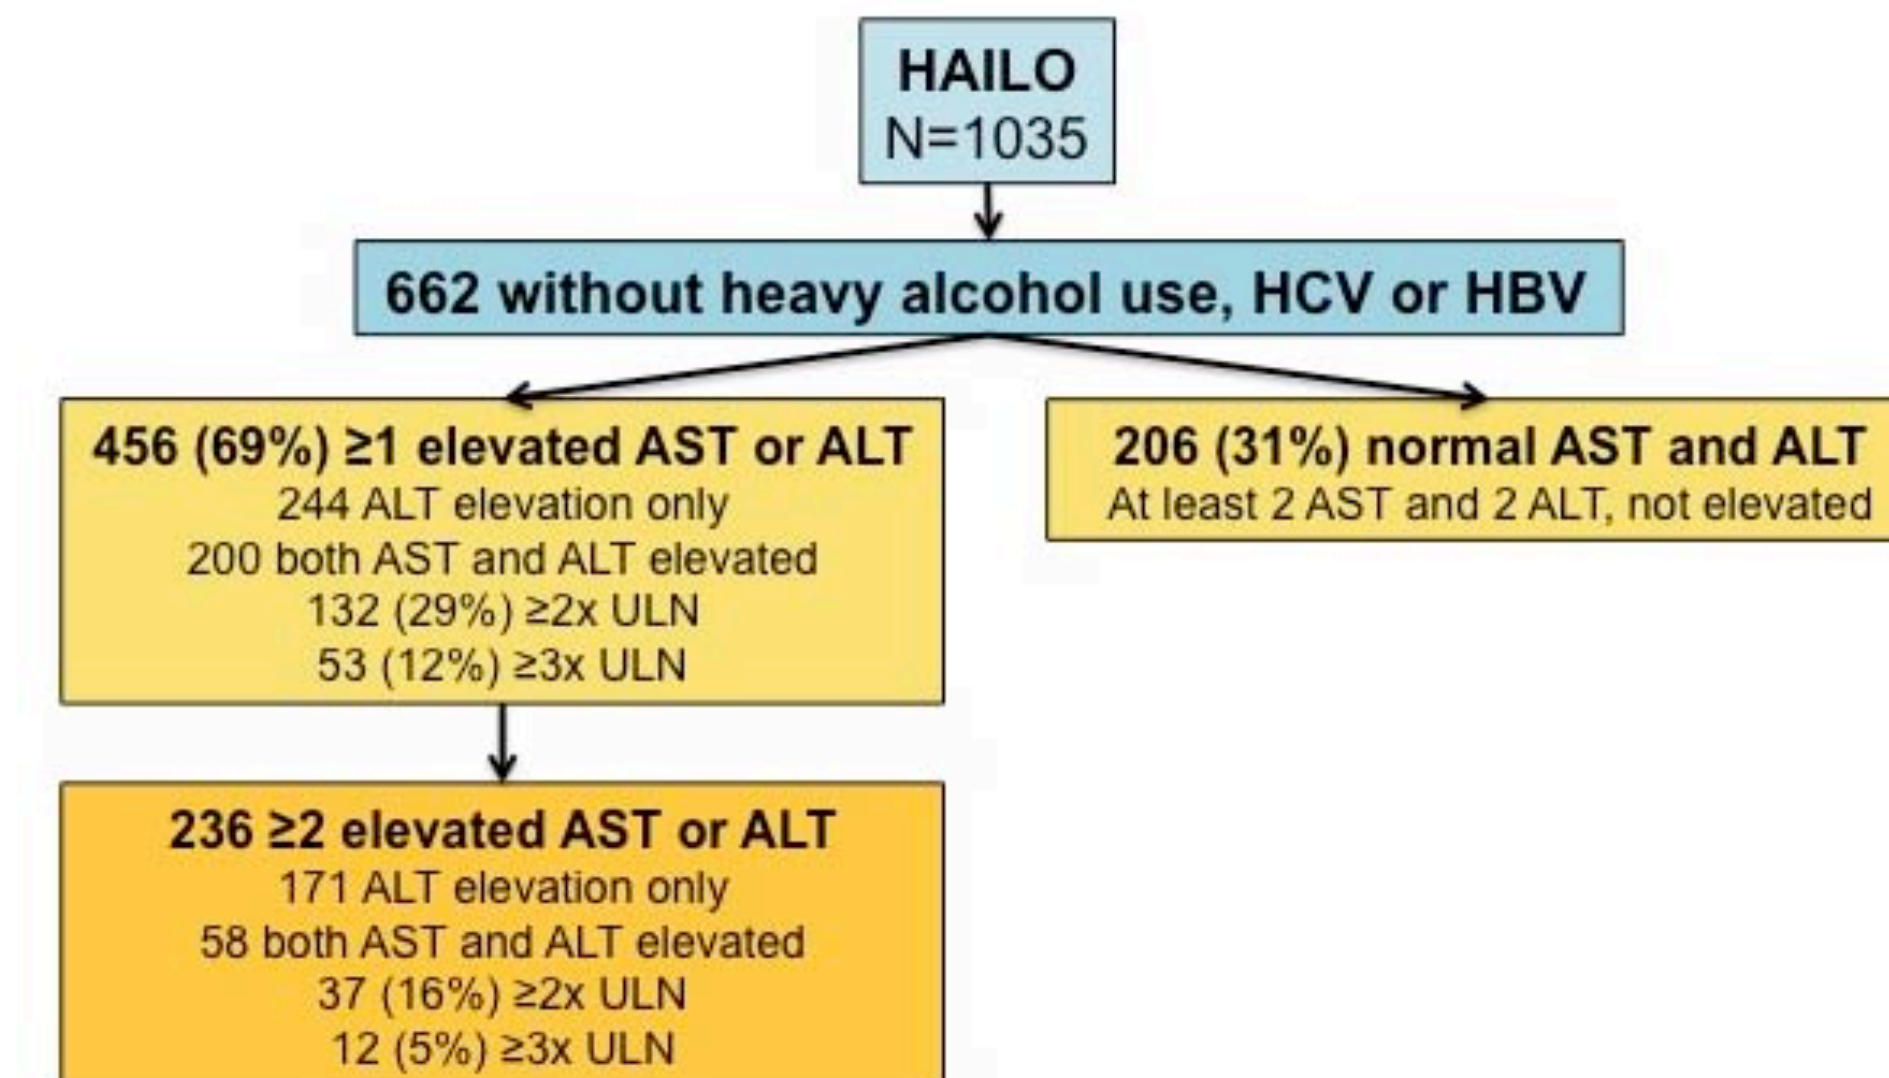 HAILO
N=1035
662 without heavy alcohol use, HCV or HBV
456 (69%) ≥1 elevated AST or ALT
244 ALT elevation only
200 both AST and ALT elevated
132 (29%) ≥2x ULN
53 (12%) ≥3x ULN
206 (31%) normal AST and ALT
At least 2 AST and 2 ALT, not elevated
236 ≥2 elevated AST or ALT
171 ALT elevation only
58 both AST and ALT elevated
37 (16%) ≥2x ULN
12 (5%) ≥3x ULN